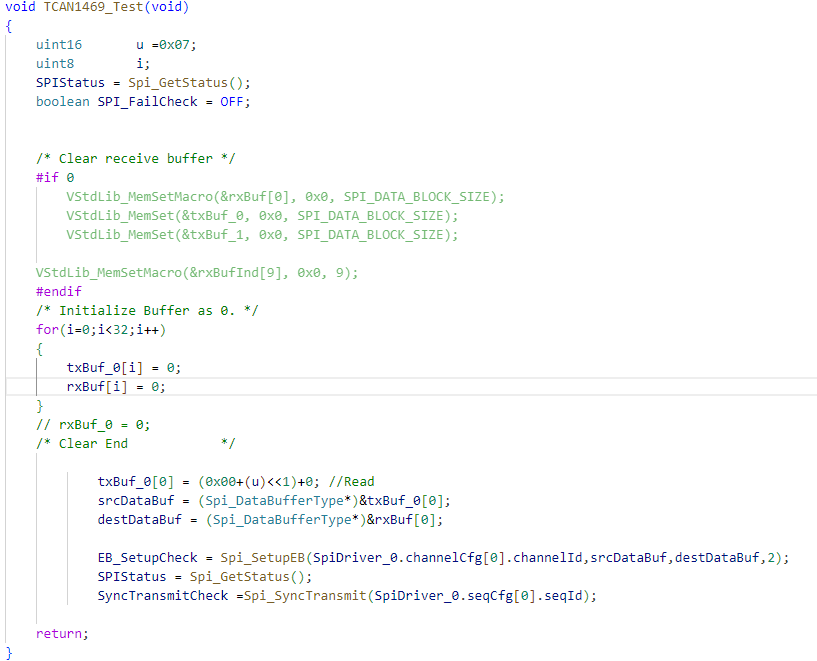 void TCAN1469_Test(void)
{
uint16 u =0x07;
uint8 i;
SPIStatus = Spi_GetStatus();
boolean SPI_FailCheck = OFF;
/* Clear receive buffer */
#if 0
VStdLib_MemSetMacro(&rxBuf[0], 0x0, SPI_DATA_BLOCK_SIZE);
VStdLib_MemSet(&txBuf_0, 0x0, SPI_DATA_BLOCK_SIZE);
VStdLib_MemSet(&txBuf_1, 0x0, SPI_DATA_BLOCK_SIZE);
VStdLib_MemSetMacro(&rxBufInd[9], 0x0, 9);
#endif
/* Initialize Buffer as 0. */
for(i=0;i<32;i++)
{
txBuf_0[i] = 0;
rxBuf[i] = 0;
}
// rxBuf_0 = 0;
/* Clear End */
txBuf_0[0] = (0x00+(u)<<1)+0; //Read
srcDataBuf = (Spi_DataBufferType*)&txBuf_0[0];
destDataBuf = (Spi_DataBufferType*)&rxBuf[0];
EB_SetupCheck = Spi_SetupEB(SpiDriver_0.channelCfg[0].channelId,srcDataBuf,destDataBuf,2);
SPIStatus = Spi_GetStatus();
SyncTransmitCheck =Spi_SyncTransmit(SpiDriver_0.seqCfg[0].seqId);
return;
}